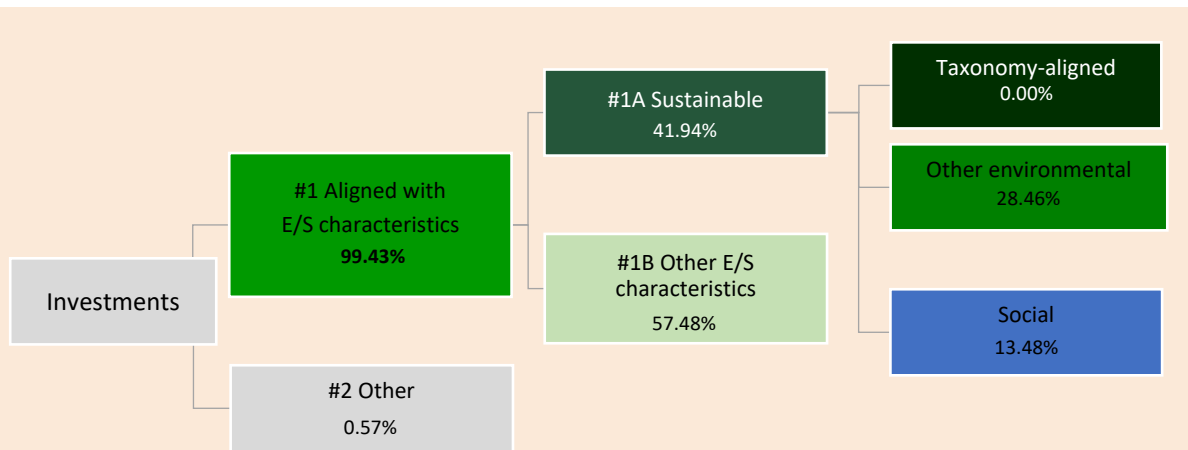 Investments
#1 Aligned with
E/S characteristics
99.43%
#2 Other
0.57%
#1A Sustainable
41.94%
#1B Other E/S
characteristics
57.48%
Taxonomy-aligned
0.00%
Other environmental
28.46%
Social
13.48%